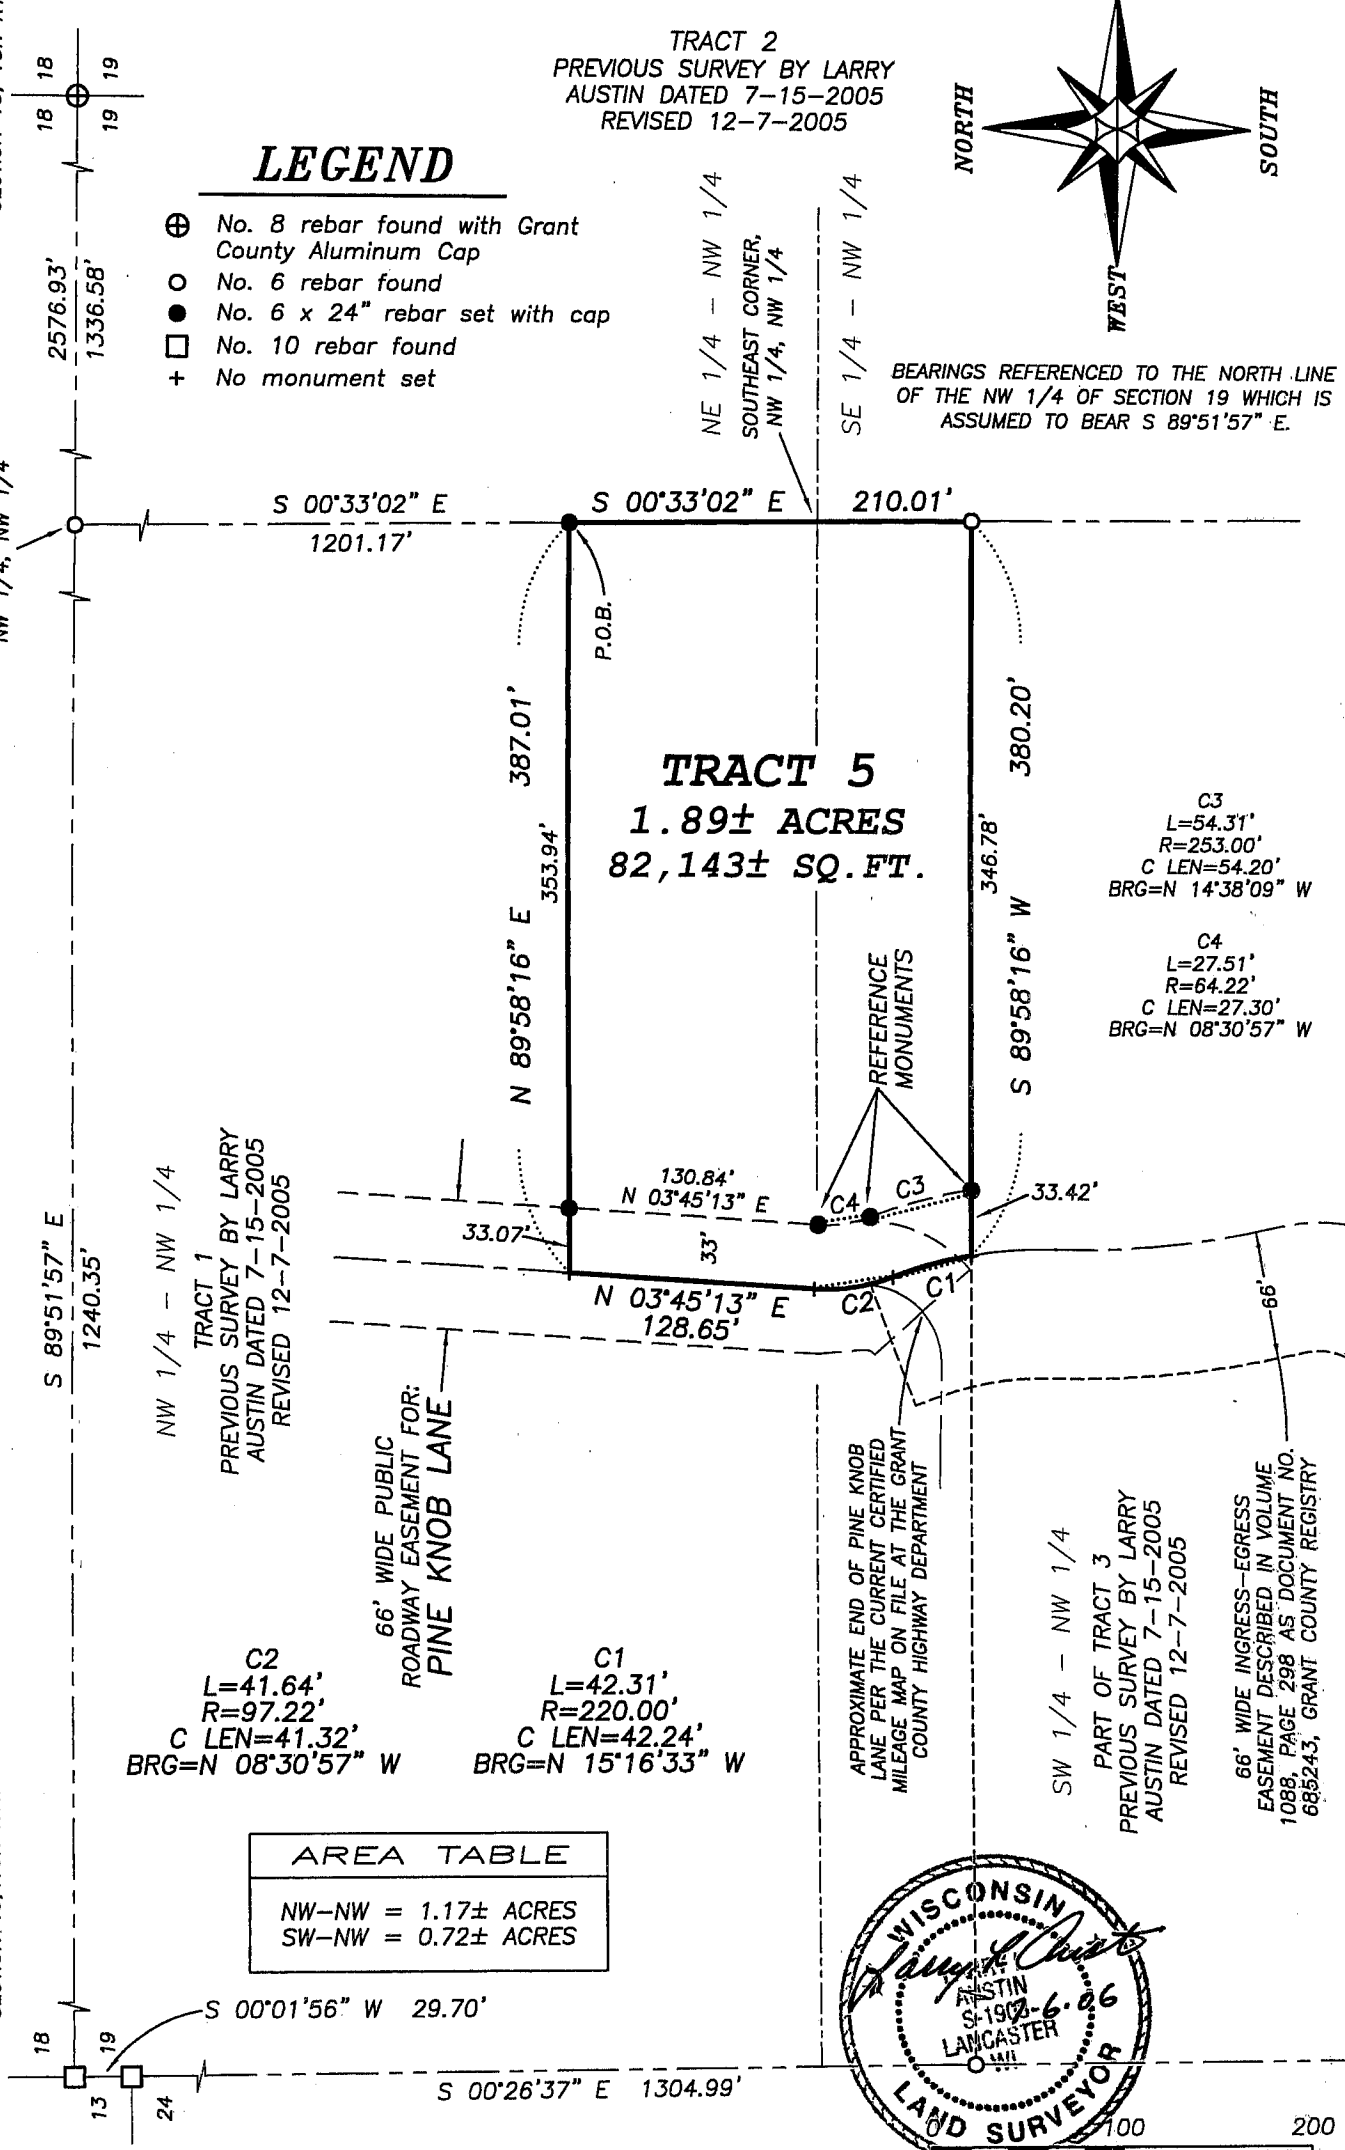 TRACT 2
PREVIOUS SURVEY BY LARRY
AUSTIN DATED 7-15-2005
REVISED 12-7-2005
NORTH
SOUTH
WEST
18
19
18
19
LEGEND
No. 8 rebar found with Grant
County Aluminum Cap
No. 6 rebar found
No. 6 x 24" rebar set with cap
No. 10 rebar found
+ No monument set
2576.93'
1336.58'
NE 1/4 - NW 1/4
SOUTHEAST CORNER,
NW 1/4, NW 1/4
SE 1/4 - NW 1/4
BEARINGS REFERENCED TO THE NORTH LINE
OF THE NW 1/4 OF SECTION 19 WHICH IS
ASSUMED TO BEAR S 89°51'57" E.
NW 1/4, NW 1/4
S 00°33'02" E
1201.17'
S 00°33'02" E 210.01'
P.O.B.
N 89°58'16" E 387.01'
353.94'
TRACT 5
1.89± ACRES
82,143± SQ.FT.
S 89°58'16" W 380.20'
346.78'
C3
L=54.31'
R=253.00'
C LEN=54.20'
BRG=N 14°38'09" W
C4
L=27.51'
R=64.22'
C LEN=27.30'
BRG=N 08°30'57" W
REFERENCE
MONUMENTS
130.84'
N 03°45'13" E
C4
C3
33.42'
33.07'
33'
N 03°45'13" E
128.65'
C2
C1
66'
S 89°51'57" E
1240.35'
NW 1/4 - NW 1/4
TRACT 1
PREVIOUS SURVEY BY LARRY
AUSTIN DATED 7-15-2005
REVISED 12-7-2005
66' WIDE PUBLIC
ROADWAY EASEMENT FOR:
PINE KNOB LANE
APPROXIMATE END OF PINE KNOB
LANE PER THE CURRENT CERTIFIED
MILEAGE MAP ON FILE AT THE GRANT
COUNTY HIGHWAY DEPARTMENT
SW 1/4 - NW 1/4
PART OF TRACT 3
PREVIOUS SURVEY BY LARRY
AUSTIN DATED 7-15-2005
REVISED 12-7-2005
66' WIDE INGRESS-EGRESS
EASEMENT DESCRIBED IN VOLUME
1088, PAGE 298 AS DOCUMENT NO.
685243, GRANT COUNTY REGISTRY
C2
L=41.64'
R=97.22'
C LEN=41.32'
BRG=N 08°30'57" W
C1
L=42.31'
R=220.00'
C LEN=42.24'
BRG=N 15°16'33" W
AREA TABLE
NW-NW = 1.17± ACRES
SW-NW = 0.72± ACRES
S 00°01'56" W 29.70'
18
19
13
24
S 00°26'37" E 1304.99'
WISCONSIN
Larry L Austin
AUSTIN
LANCASTER
WI
LAND SURVEYOR
0 100 200